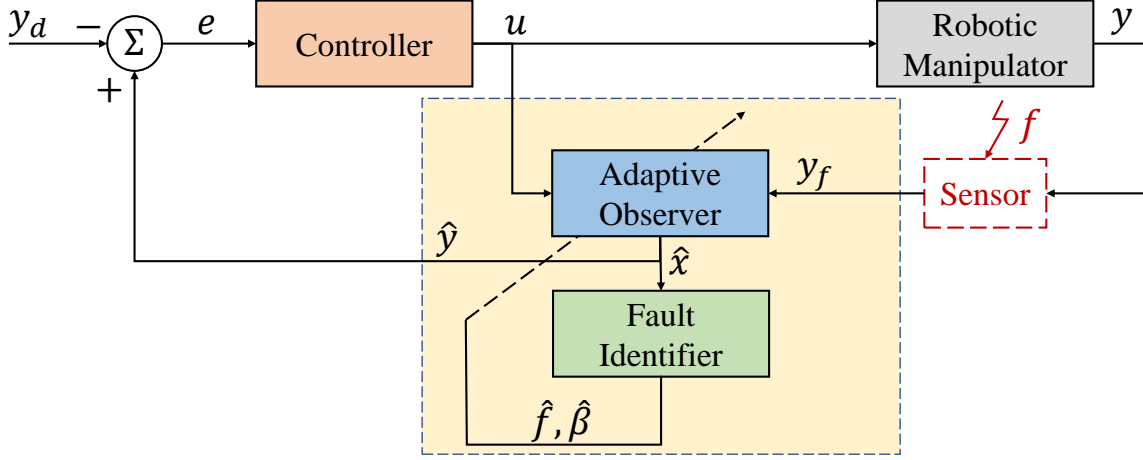 y_d
−
Σ
+
e
Controller
u
Robotic
Manipulator
y
f
Sensor
y_f
Adaptive
Observer
ŷ
x̂
Fault
Identifier
f̂, β̂